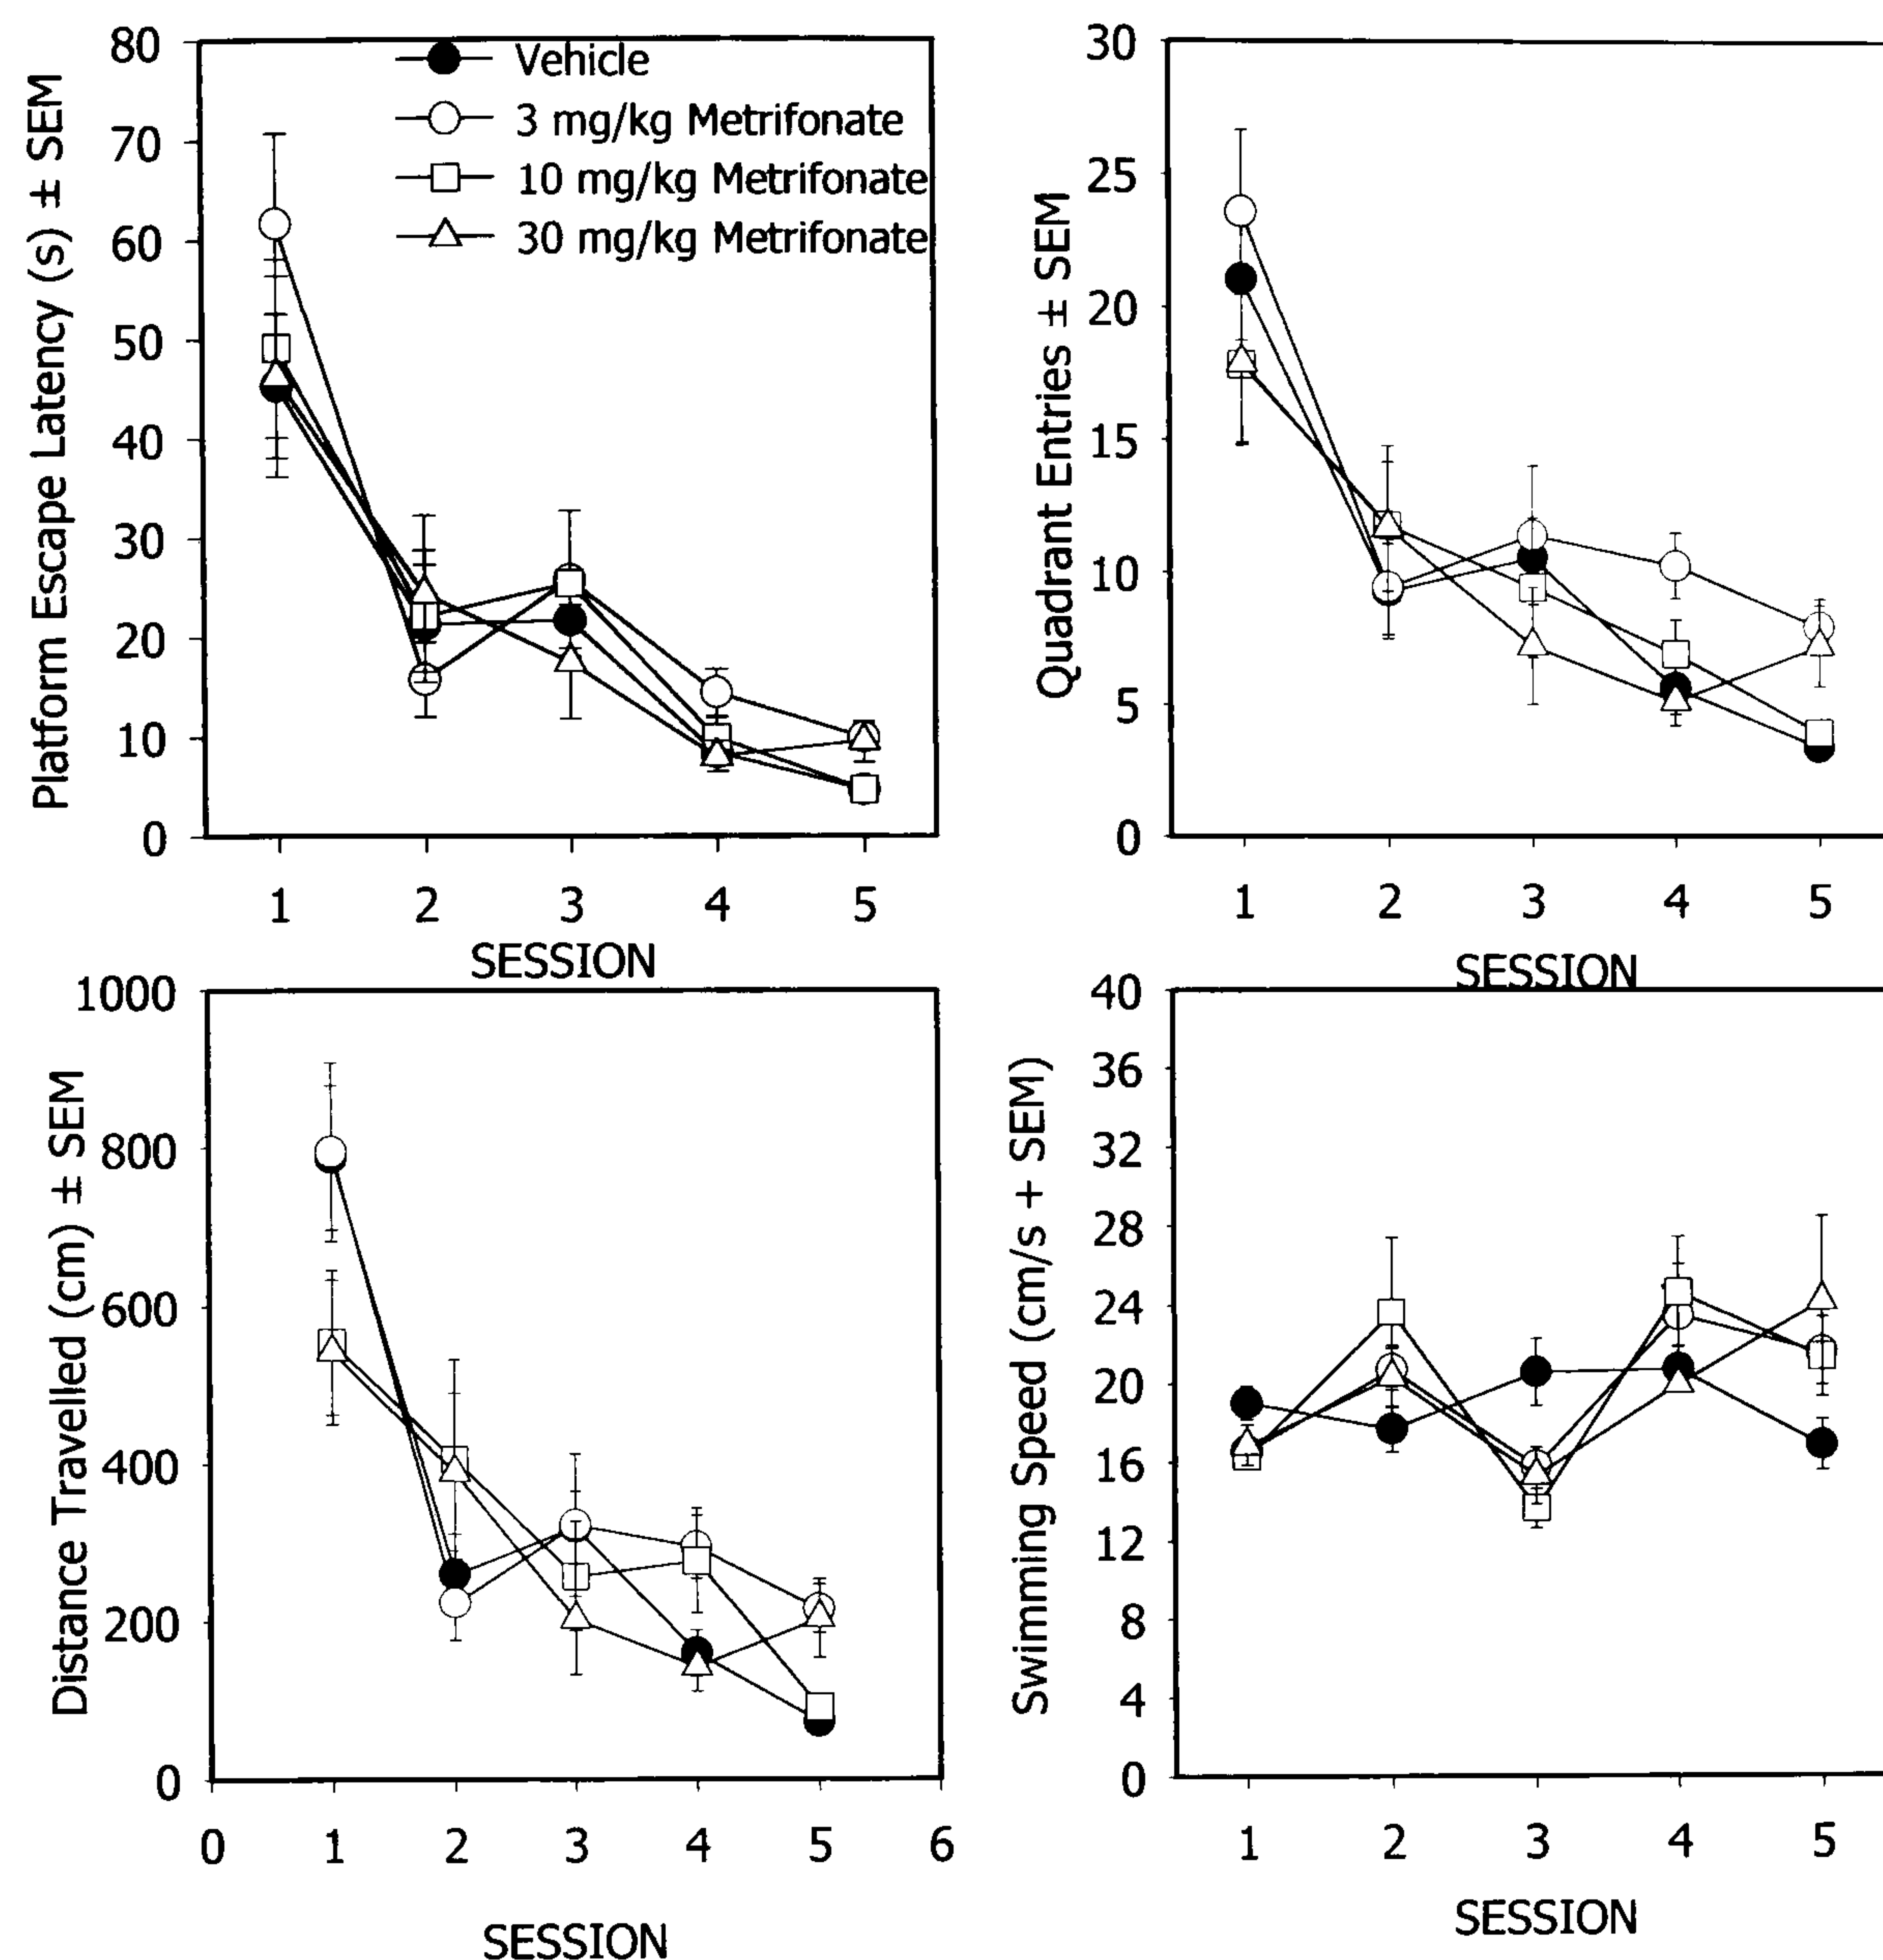 Platform Escape Latency (s) ± SEM
80
70
60
50
40
30
20
10
0
Vehicle
3 mg/kg Metrifonate
10 mg/kg Metrifonate
30 mg/kg Metrifonate
1 2 3 4 5
SESSION
Quadrant Entries ± SEM
30
25
20
15
10
5
0
1 2 3 4 5
SESSION
Distance Travelled (cm) ± SEM
1000
800
600
400
200
0
0 1 2 3 4 5 6
SESSION
Swimming Speed (cm/s + SEM)
40
36
32
28
24
20
16
12
8
4
0
1 2 3 4 5
SESSION